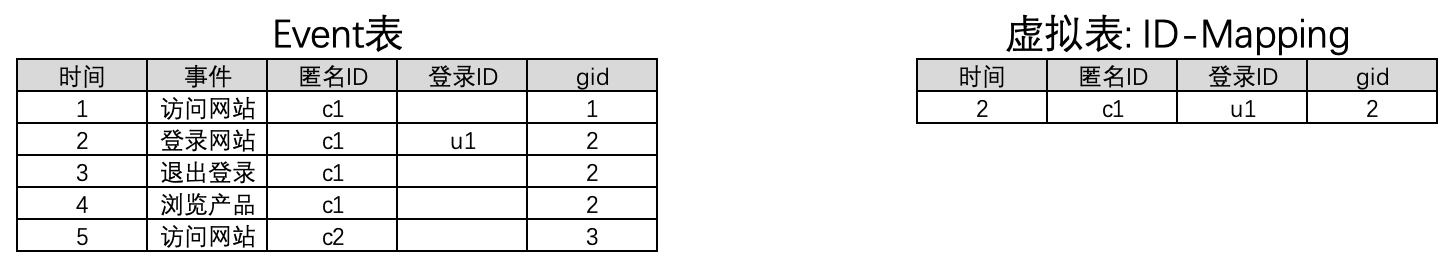 Event表
时间 事件 匿名ID 登录ID gid
1 访问网站 c1 1
2 登录网站 c1 u1 2
3 退出登录 c1 2
4 浏览产品 c1 2
5 访问网站 c2 3
虚拟表: ID-Mapping
时间 匿名ID 登录ID gid
2 c1 u1 2